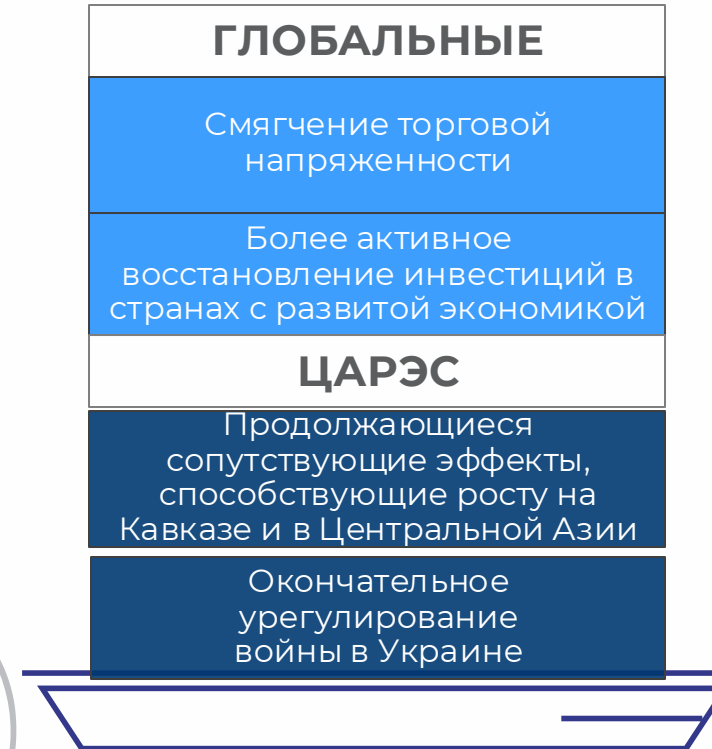 ГЛОБАЛЬНЫЕ
Смягчение торговой
напряженности
Более активное
восстановление инвестиций в
странах с развитой экономикой
ЦАРЭС
Продолжающиеся
сопутствующие эффекты,
способствующие росту на
Кавказе и в Центральной Азии
Окончательное
урегулирование
войны в Украине